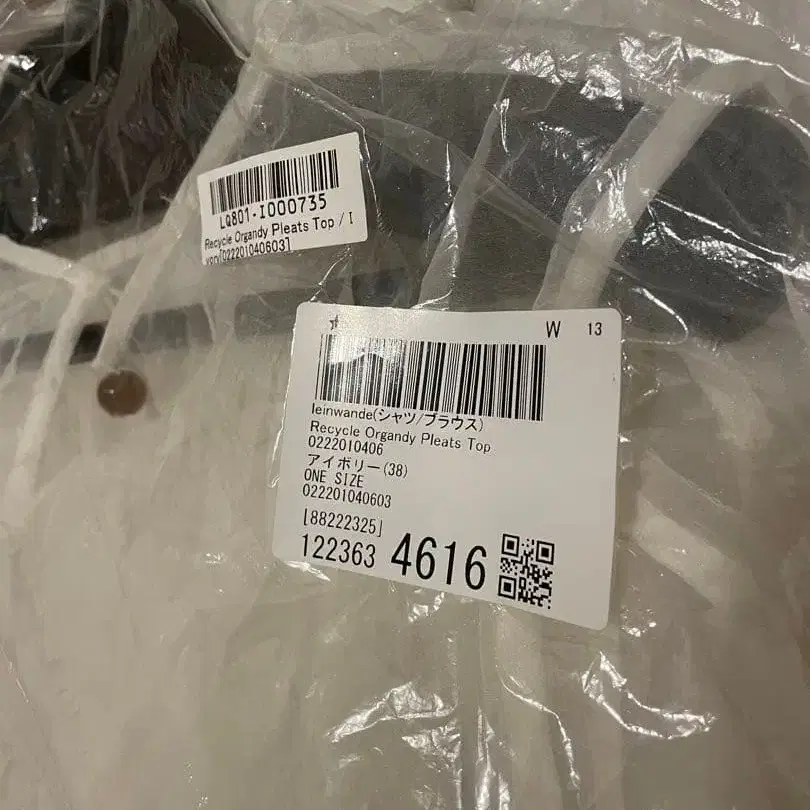 LQ801-I000735
Recycle Organdy Pleats Top / I
[022201040603]
W 13
leinwande(シャツ/ブラウス)
Recycle Organdy Pleats Top
0222010406
アイボリー(38)
ONE SIZE
022201040603
[88222325]
122363 4616